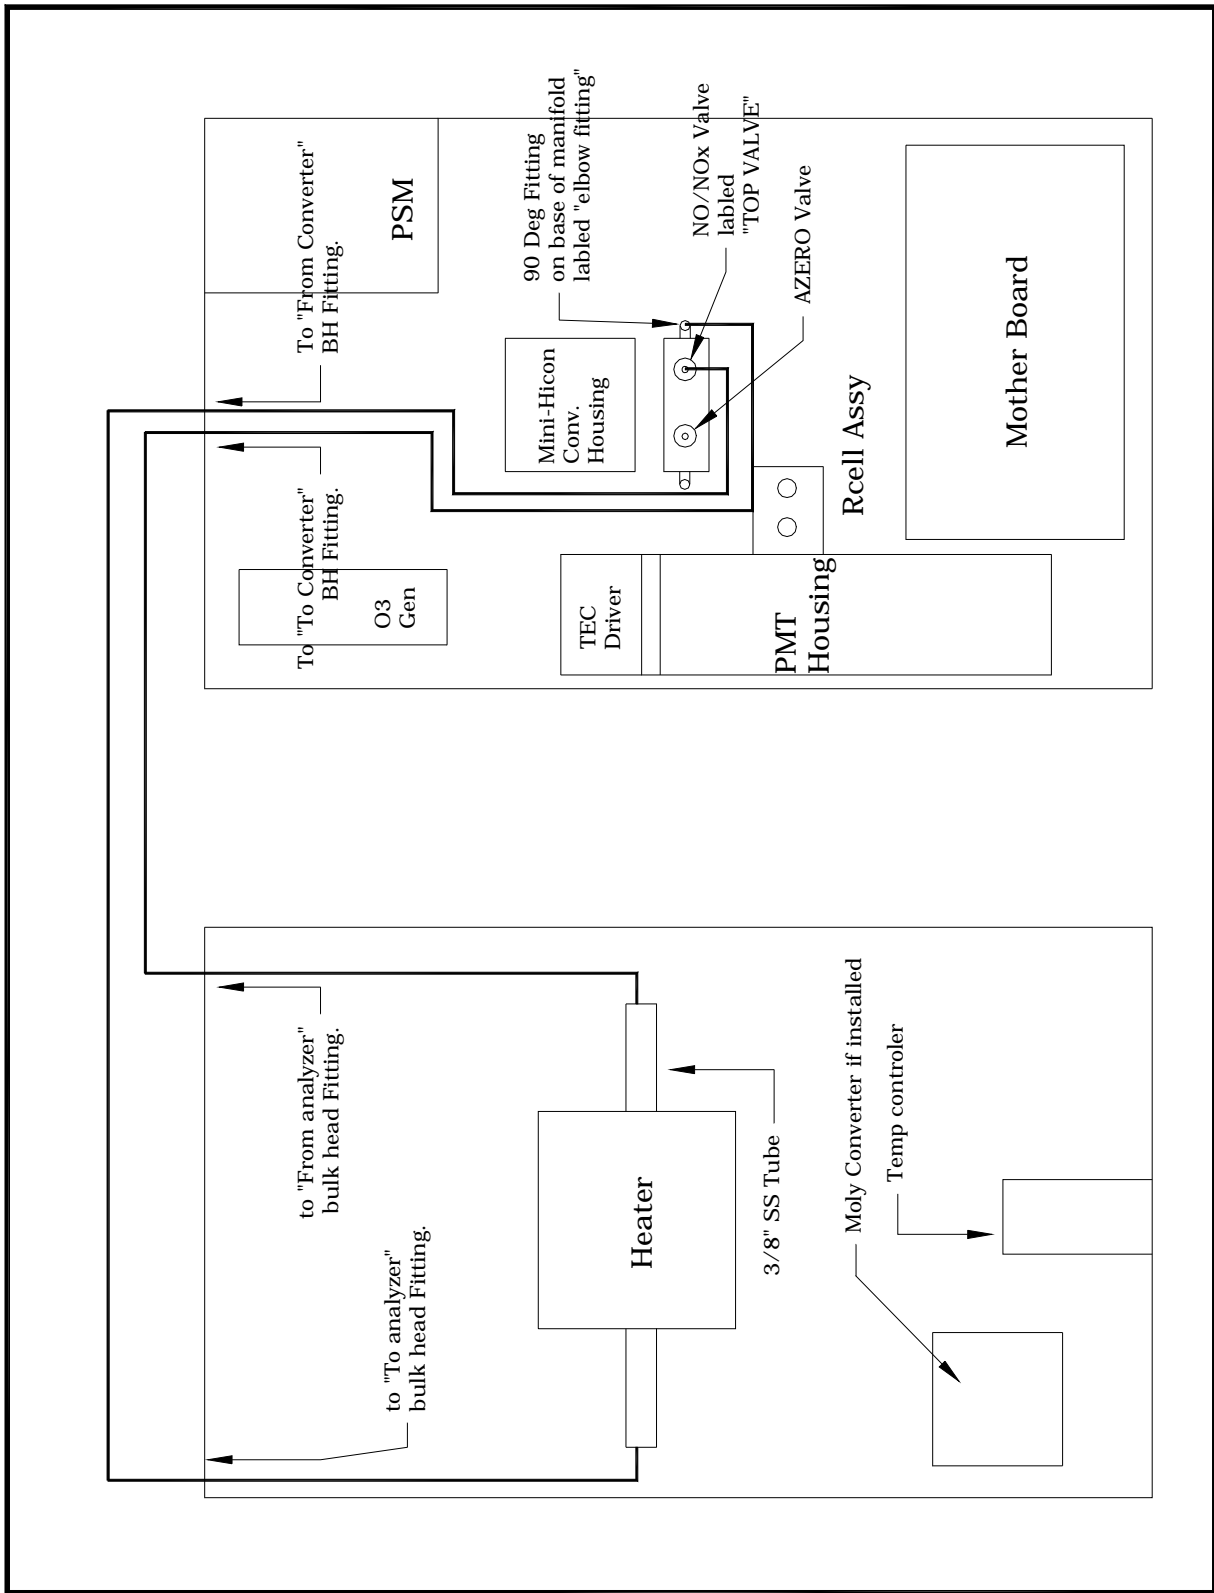 to "To analyzer"
bulk head Fitting.
to "From analyzer"
bulk head Fitting.
Heater
3/8" SS Tube
Moly Converter if installed
Temp controler
To "To Converter"
BH Fitting.
To "From Converter"
BH Fitting.
O3
Gen
PSM
TEC
Driver
PMT
Housing
Mini-Hicon
Conv.
Housing
90 Deg Fitting
on base of manifold
labled "elbow fitting"
NO/NOx Valve
labled
"TOP VALVE"
AZERO Valve
Rcell Assy
Mother Board